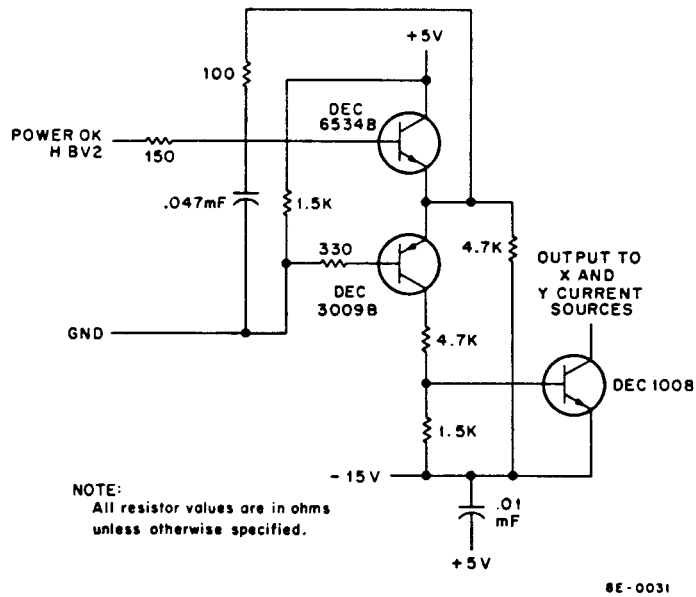 +5V
100
DEC
6534B
POWER OK
H BV2
150
.047mF
1.5K
330
4.7K
OUTPUT TO
X AND
Y CURRENT
SOURCES
DEC
3009B
GND
4.7K
DEC 1008
1.5K
-15V
NOTE:
All resistor values are in ohms
unless otherwise specified.
.01
mF
+5V
8E-0031